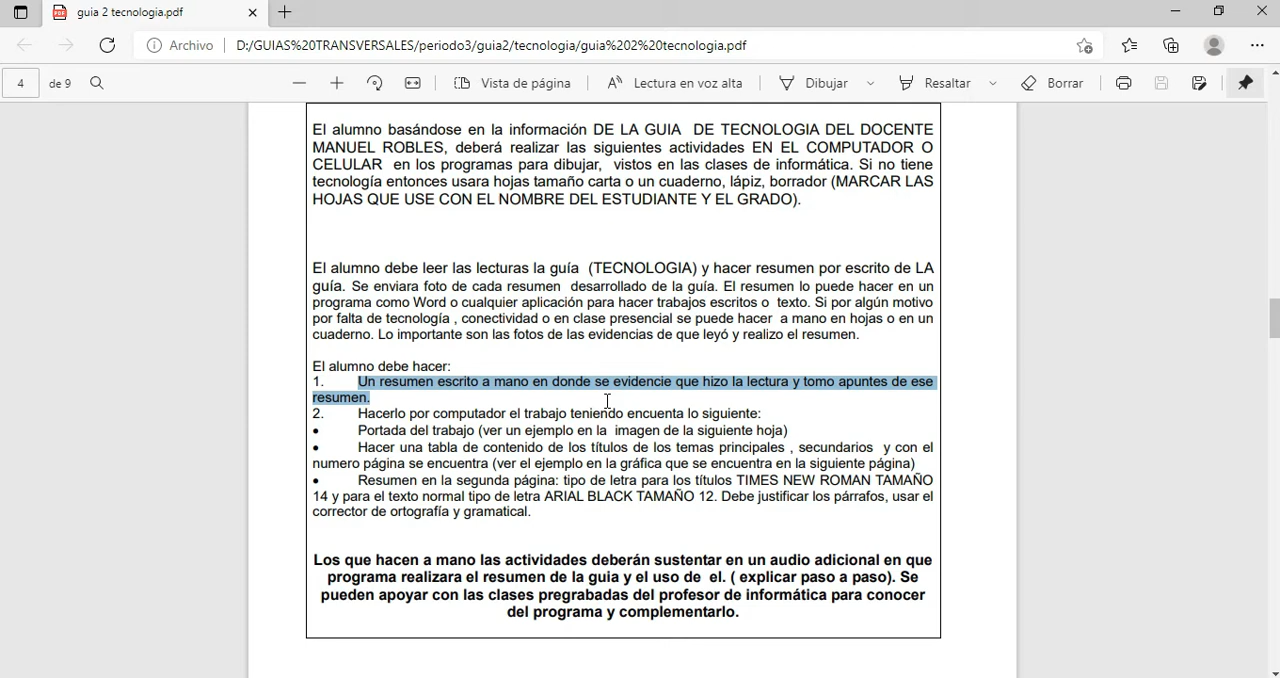 guia 2 tecnologia.pdf
Archivo D:/GUIAS%20TRANSVERSALES/periodo3/guia2/tecnologia/guia%202%20tecnologia.pdf
4 de 9 Vista de página Lectura en voz alta Dibujar Resaltar Borrar
El alumno basándose en la información DE LA GUIA DE TECNOLOGIA DEL DOCENTE
MANUEL ROBLES, deberá realizar las siguientes actividades EN EL COMPUTADOR O
CELULAR en los programas para dibujar, vistos en las clases de informática. Si no tiene
tecnología entonces usara hojas tamaño carta o un cuaderno, lápiz, borrador (MARCAR LAS
HOJAS QUE USE CON EL NOMBRE DEL ESTUDIANTE Y EL GRADO).
El alumno debe leer las lecturas la guía (TECNOLOGIA) y hacer resumen por escrito de LA
guía. Se enviara foto de cada resumen desarrollado de la guía. El resumen lo puede hacer en un
programa como Word o cualquier aplicación para hacer trabajos escritos o texto. Si por algún motivo
por falta de tecnología , conectividad o en clase presencial se puede hacer a mano en hojas o en un
cuaderno. Lo importante son las fotos de las evidencias de que leyó y realizo el resumen.
El alumno debe hacer:
1. Un resumen escrito a mano en donde se evidencie que hizo la lectura y tomo apuntes de ese
resumen.
2. Hacerlo por computador el trabajo teniendo encuenta lo siguiente:
• Portada del trabajo (ver un ejemplo en la imagen de la siguiente hoja)
• Hacer una tabla de contenido de los títulos de los temas principales , secundarios y con el
numero página se encuentra (ver el ejemplo en la gráfica que se encuentra en la siguiente página)
• Resumen en la segunda página: tipo de letra para los títulos TIMES NEW ROMAN TAMAÑO
14 y para el texto normal tipo de letra ARIAL BLACK TAMAÑO 12. Debe justificar los párrafos, usar el
corrector de ortografía y gramatical.
Los que hacen a mano las actividades deberán sustentar en un audio adicional en que
programa realizara el resumen de la guia y el uso de el. ( explicar paso a paso). Se
pueden apoyar con las clases pregrabadas del profesor de informática para conocer
del programa y complementarlo.